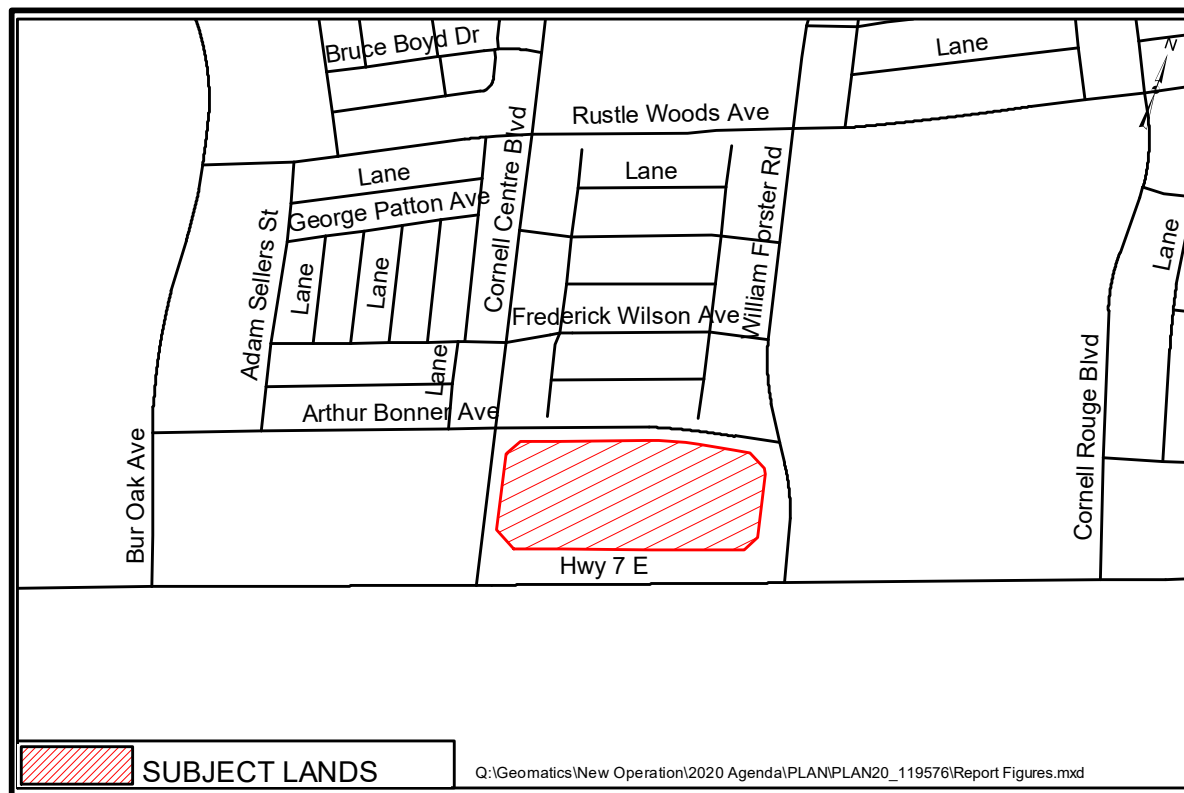 Bruce Boyd Dr
Lane
N
Rustle Woods Ave
Lane
Lane
George Patton Ave
Cornell Centre Blvd
William Forster Rd
Adam Sellers St
Lane
Lane
Lane
Frederick Wilson Ave
Lane
Arthur Bonner Ave
Bur Oak Ave
Cornell Rouge Blvd
Hwy 7 E
SUBJECT LANDS
Q:\Geomatics\New Operation\2020 Agenda\PLAN\PLAN20_119576\Report Figures.mxd